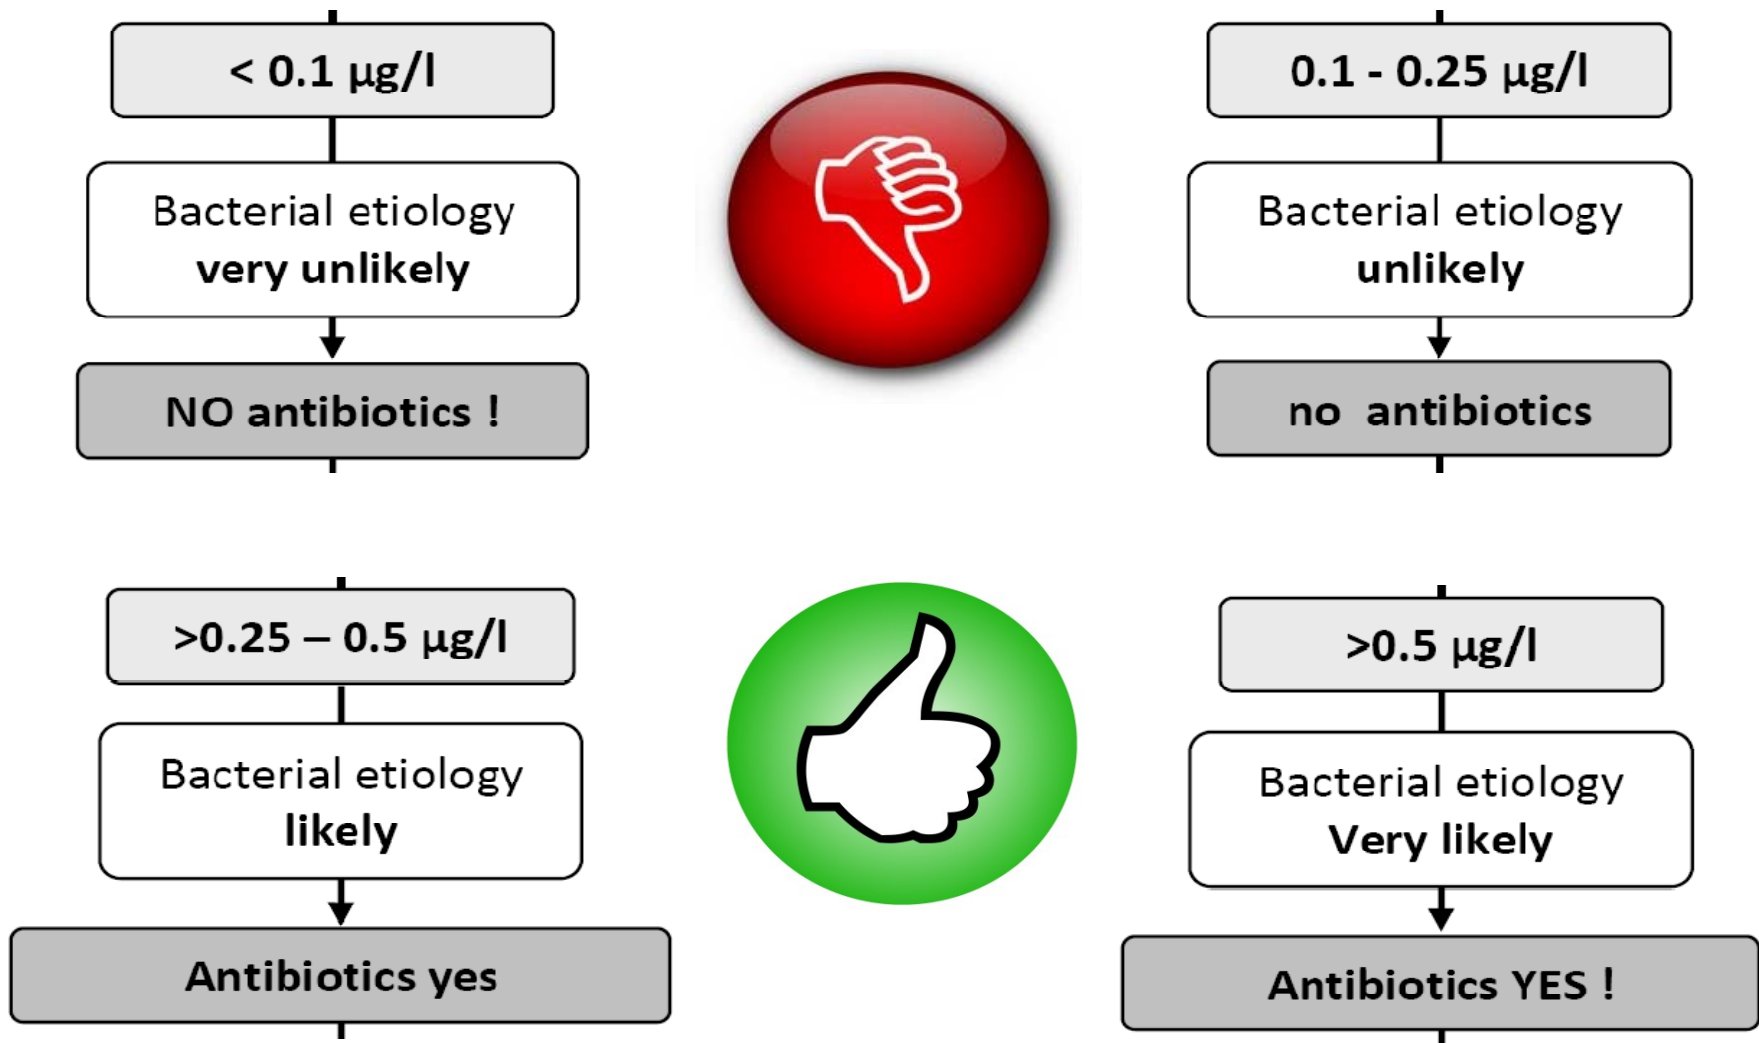 < 0.1 µg/l
Bacterial etiology
very unlikely
NO antibiotics !
0.1 - 0.25 µg/l
Bacterial etiology
unlikely
no antibiotics
>0.25 – 0.5 µg/l
Bacterial etiology
likely
Antibiotics yes
>0.5 µg/l
Bacterial etiology
Very likely
Antibiotics YES !